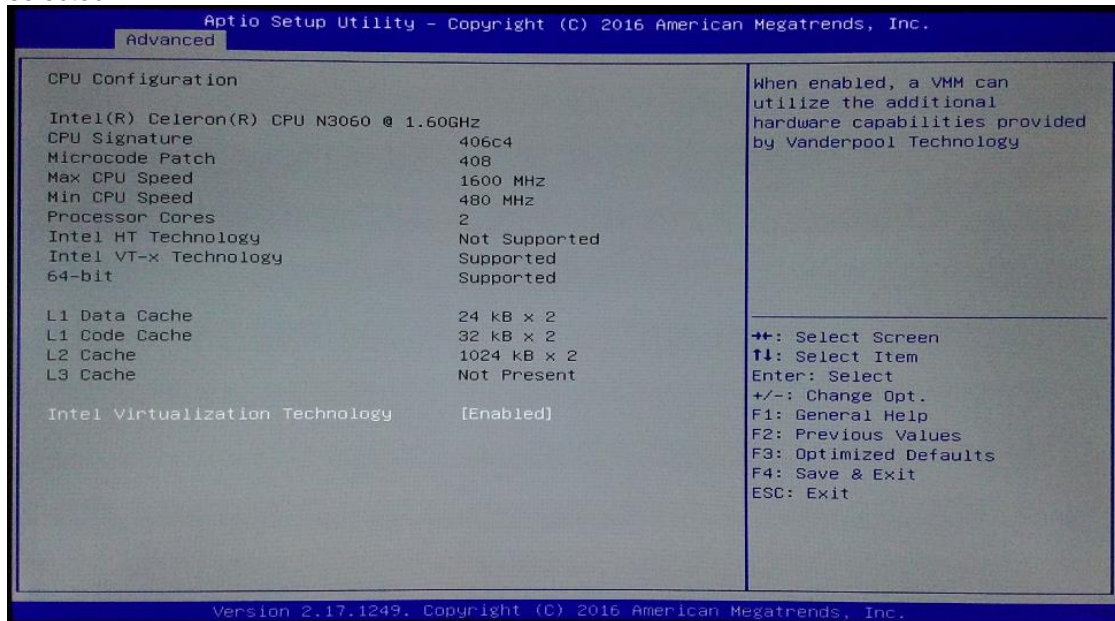 Aptio Setup Utility - Copyright (C) 2016 American Megatrends, Inc.
Advanced
CPU Configuration
Intel(R) Celeron(R) CPU N3060 @ 1.60GHz
CPU Signature 406c4
Microcode Patch 408
Max CPU Speed 1600 MHz
Min CPU Speed 480 MHz
Processor Cores 2
Intel HT Technology Not Supported
Intel VT-x Technology Supported
64-bit Supported
L1 Data Cache 24 kB x 2
L1 Code Cache 32 kB x 2
L2 Cache 1024 kB x 2
L3 Cache Not Present
Intel Virtualization Technology [Enabled]
When enabled, a VMM can
utilize the additional
hardware capabilities provided
by Vanderpool Technology
→←: Select Screen
↑↓: Select Item
Enter: Select
+/-: Change Opt.
F1: General Help
F2: Previous Values
F3: Optimized Defaults
F4: Save & Exit
ESC: Exit
Version 2.17.1249. Copyright (C) 2016 American Megatrends, Inc.